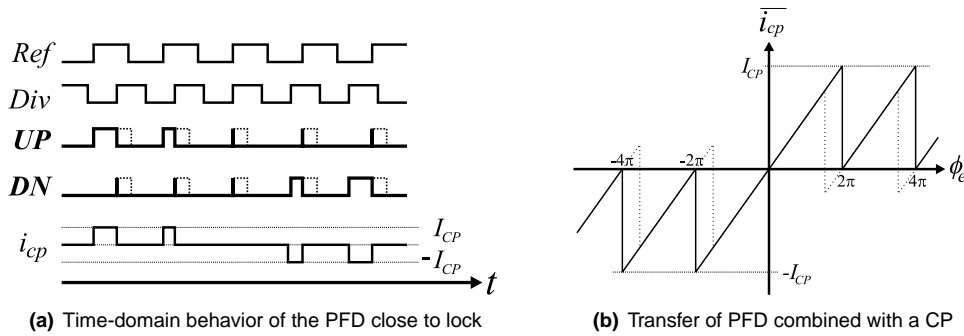 Ref
Div
UP
DN
i_cp
I_CP
-I_CP
t
(a) Time-domain behavior of the PFD close to lock
i_cp
I_CP
-4π
-2π
2π
4π
ϕ_e
-I_CP
(b) Transfer of PFD combined with a CP